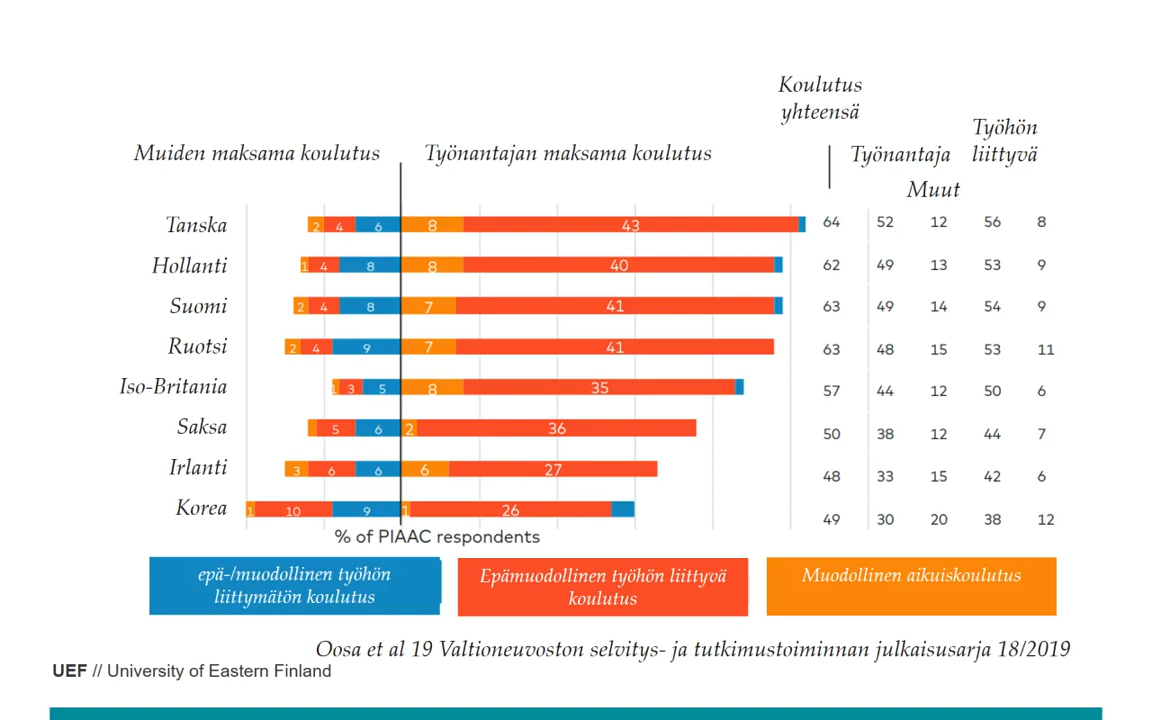 Koulutus
yhteensä
Työhön
Muiden maksama koulutus Työnantajan maksama koulutus Työnantaja liittyvä
Muut
Tanska 2 4 6 8 43 64 52 12 56 8
Hollanti 1 4 8 8 40 62 49 13 53 9
Suomi 2 4 8 7 41 63 49 14 54 9
Ruotsi 2 4 9 7 41 63 48 15 53 11
Iso-Britania 1 3 5 8 35 57 44 12 50 6
Saksa 5 6 2 36 50 38 12 44 7
Irlanti 3 6 6 6 27 48 33 15 42 6
Korea 1 10 9 1 26 49 30 20 38 12
% of PIAAC respondents
epä-/muodollinen työhön
liittymätön koulutus
Epämuodollinen työhön liittyvä
koulutus
Muodollinen aikuiskoulutus
Oosa et al 19 Valtioneuvoston selvitys- ja tutkimustoiminnan julkaisusarja 18/2019
UEF // University of Eastern Finland